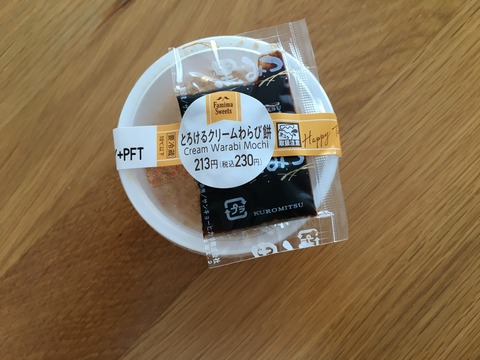 Famima
Sweets
とろけるクリームわらび餅
Cream Warabi Mochi
213円(税込230円)
+PFT
要冷蔵
Happy
KUROMITSU